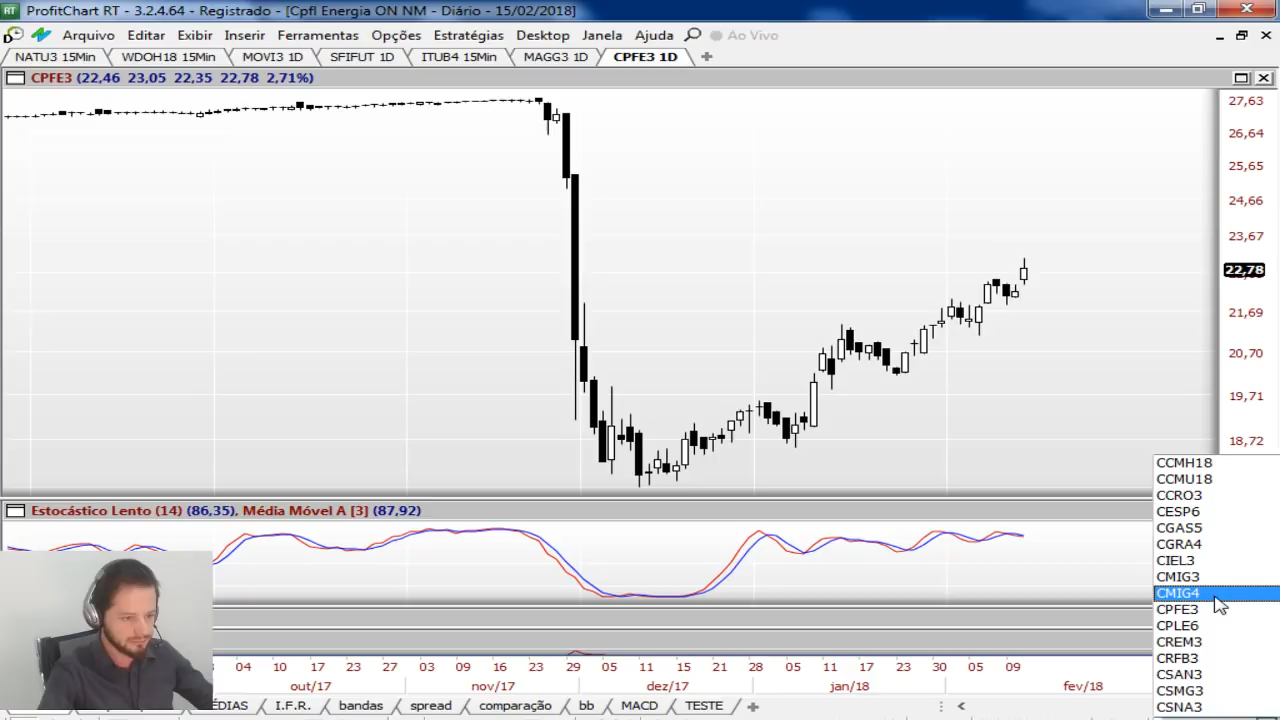 RT ProfitChart RT - 3.2.4.64 - Registrado - [Cpfl Energia ON NM - Diário - 15/02/2018]
Arquivo Editar Exibir Inserir Ferramentas Opções Estratégias Desktop Janela Ajuda Ao Vivo
NATU3 15Min WDOH18 15Min MOVI3 1D SFIFUT 1D ITUB4 15Min MAGG3 1D CPFE3 1D
CPFE3 (22,46 23,05 22,35 22,78 2,71%)
27,63
26,64
25,65
24,66
23,67
22,78
21,69
20,70
19,71
18,72
Estocástico Lento (14) (86,35), Média Móvel A [3] (87,92)
CCMH18
CCMU18
CCRO3
CESP6
CGAS5
CGRA4
CIEL3
CMIG3
CMIG4
CPFE3
CPLE6
CREM3
CRFB3
CSAN3
CSMG3
CSNA3
04 10 17 23 27 03 09 16 23 29 06 11 15 21 28 05 11 17 23 30 05 09
out/17 nov/17 dez/17 jan/18 fev/18
I.F.R. bandas spread comparação bb MACD TESTE